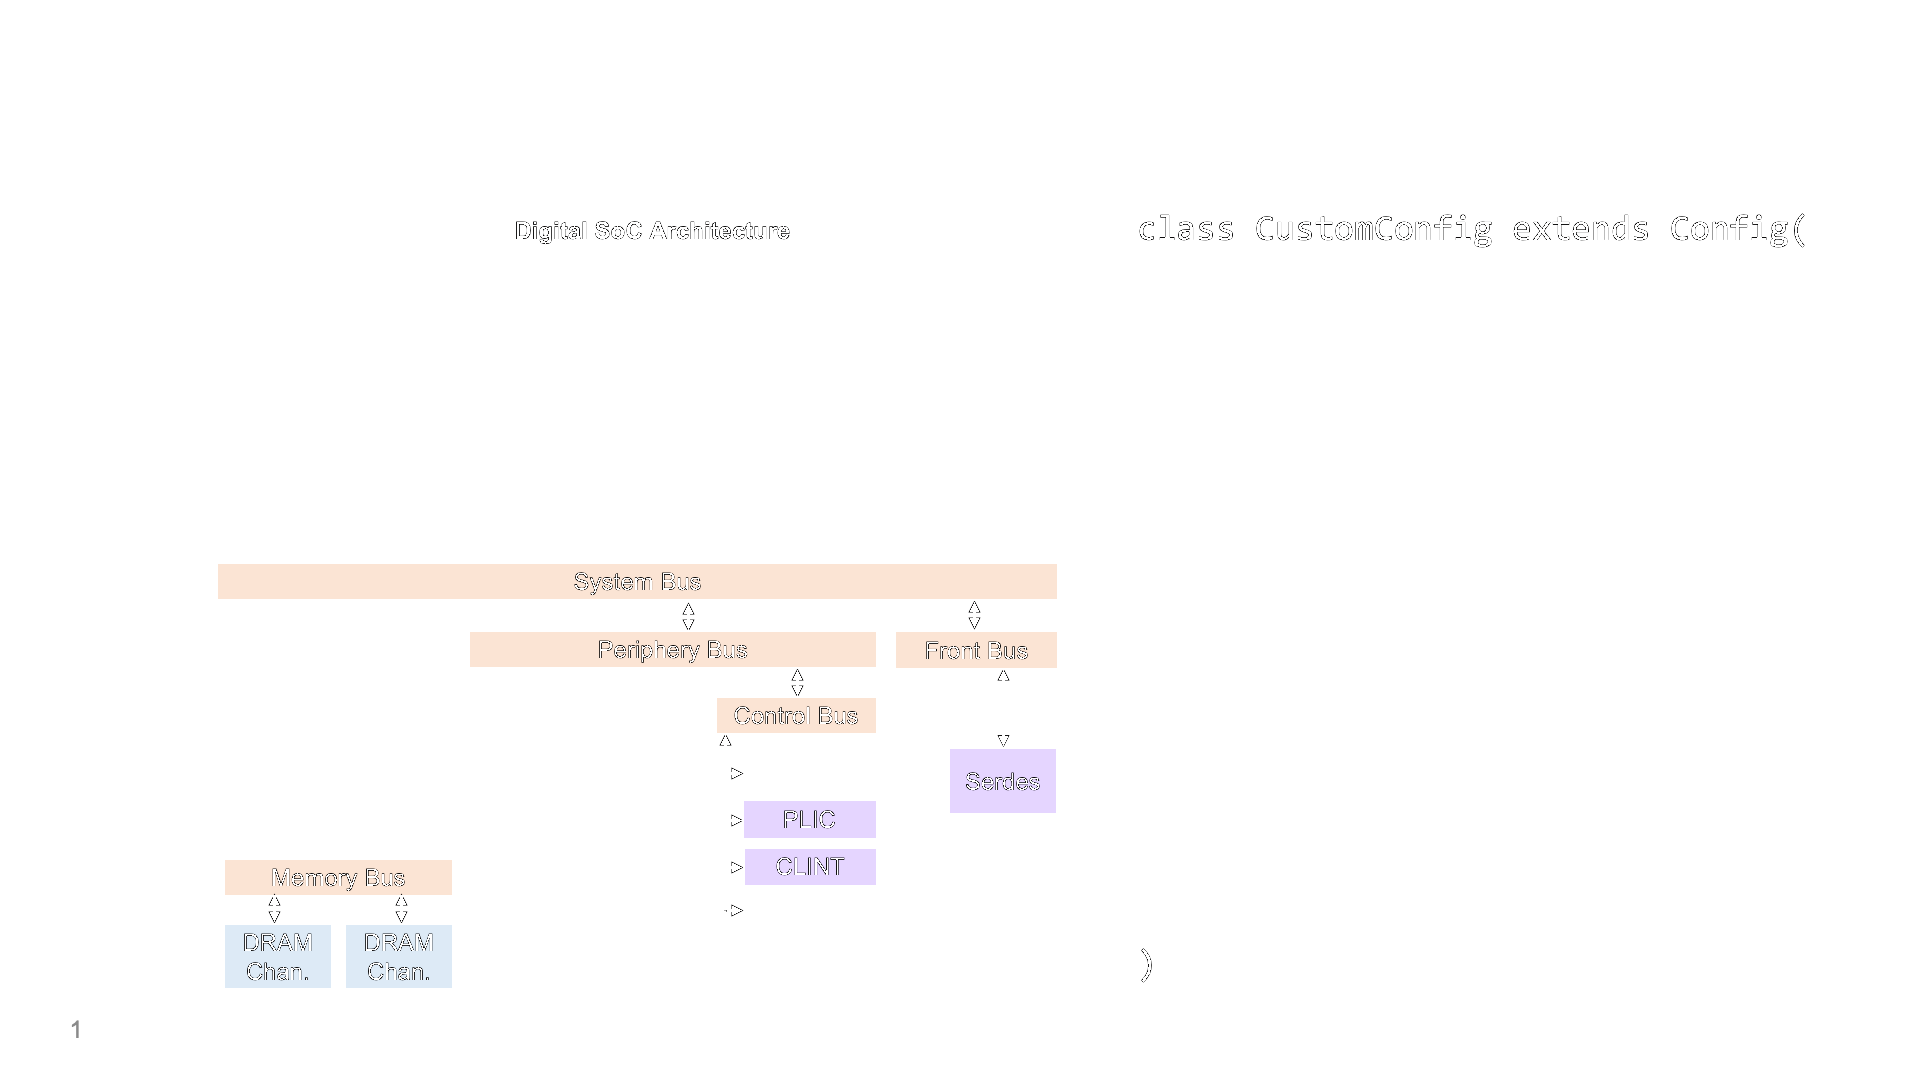 Digital SoC Architecture
class CustomConfig extends Config(
System Bus
Periphery Bus
Front Bus
Control Bus
Serdes
PLIC
CLINT
Memory Bus
DRAM
Chan.
DRAM
Chan.
)
1